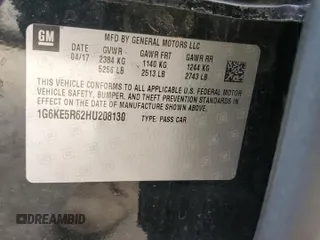 GM
MFD BY GENERAL MOTORS LLC
DATE GVWR GAWR FRT GAWR RR
04/17 2384 KG 1140 KG 1244 KG
5256 LB 2513 LB 2743 LB
THIS VEHICLE CONFORMS TO ALL APPLICABLE U.S. FEDERAL MOTOR
VEHICLE SAFETY, BUMPER, AND THEFT PREVENTION STANDARDS IN
EFFECT ON THE DATE OF MANUFACTURE SHOWN ABOVE.
1G6KE5R62HU208130 TYPE: PASS CAR
DREAMBID